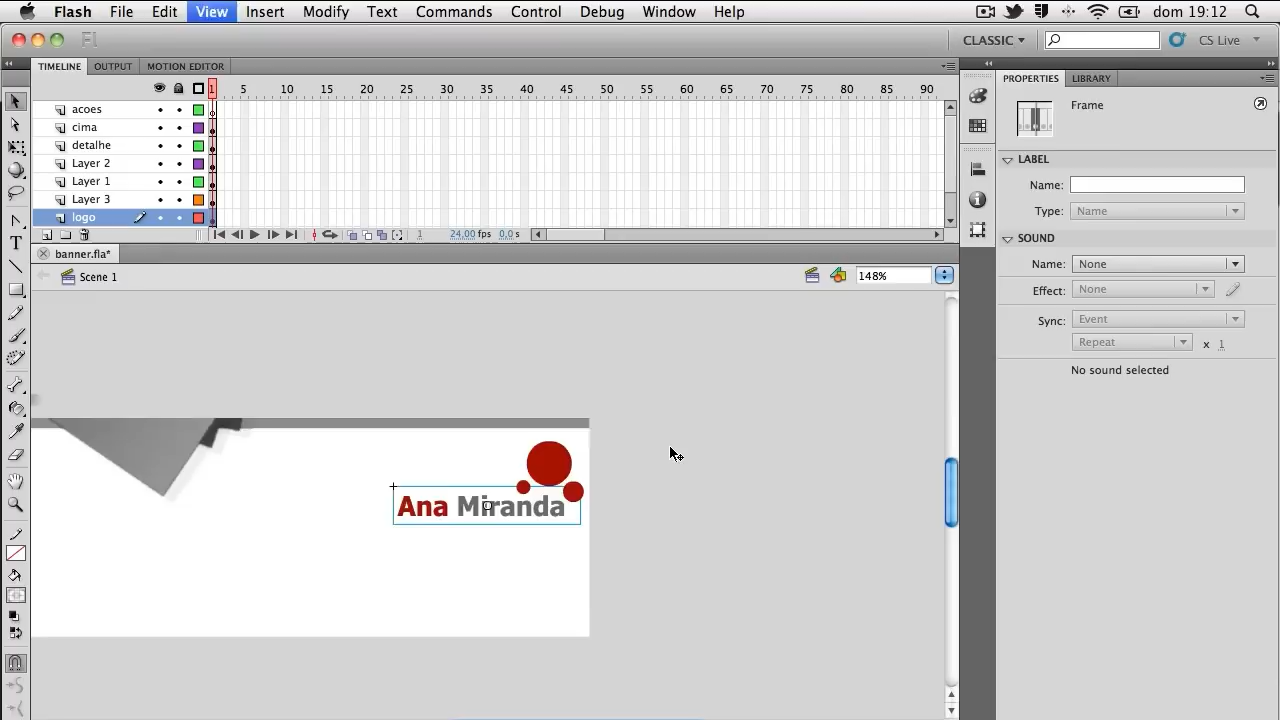 Flash File Edit View Insert Modify Text Commands Control Debug Window Help dom 19:12
Fl CLASSIC CS Live
TIMELINE OUTPUT MOTION EDITOR
PROPERTIES LIBRARY
1 5 10 15 20 25 30 35 40 45 50 55 60 65 70 75 80 85 90
acoes
cima
detalhe
Layer 2
Layer 1
Layer 3
logo
1 24,00 fps 0,0 s
banner.fla*
Scene 1
148%
Ana Miranda
Frame
LABEL
Name:
Type: Name
SOUND
Name: None
Effect: None
Sync: Event
Repeat x 1
No sound selected